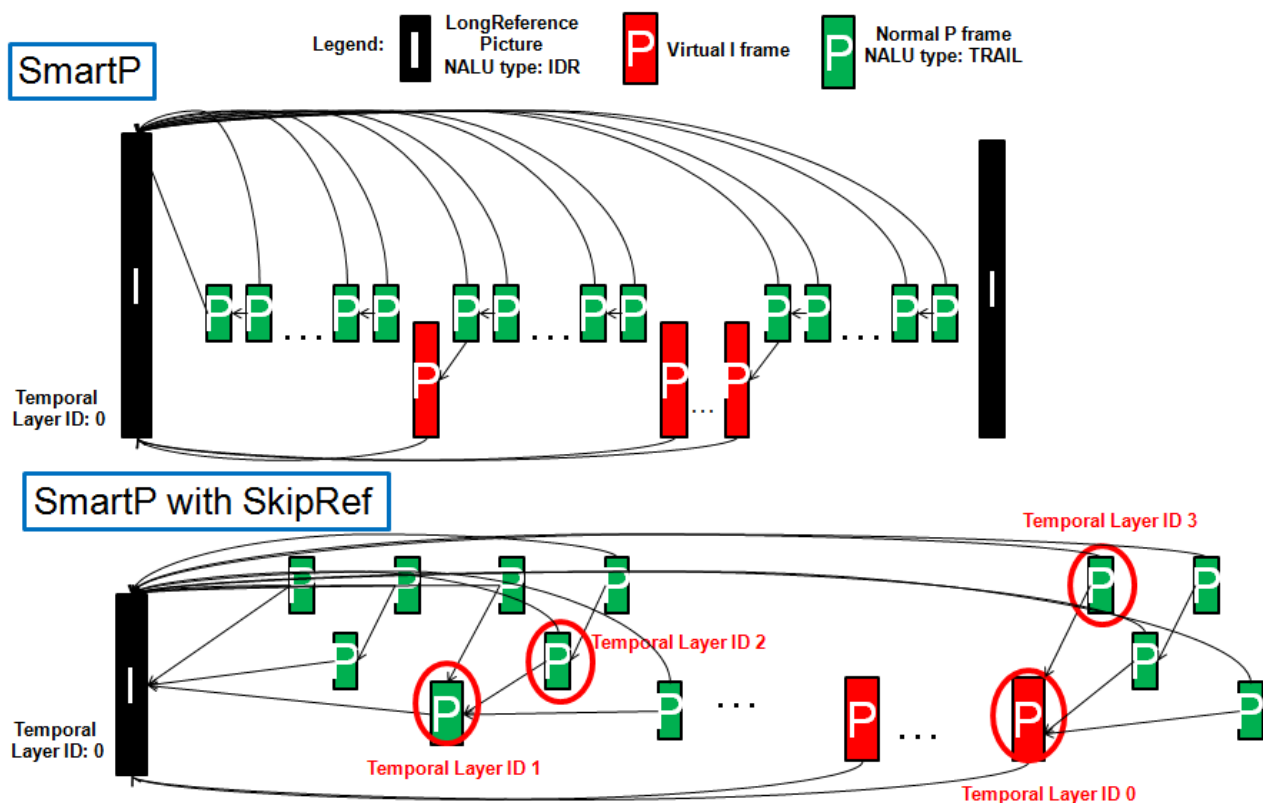 Legend:
I
LongReference
Picture
NALU type: IDR
P
Virtual I frame
P
Normal P frame
NALU type: TRAIL
SmartP
I
P P ... P P P P ... P P P P ... P P
I
P P ... P
Temporal
Layer ID: 0
SmartP with SkipRef
Temporal Layer ID 3
P P P P P P
Temporal Layer ID 2
P P P
I
P P ... P ... P P
Temporal
Layer ID: 0
Temporal Layer ID 1
Temporal Layer ID 0